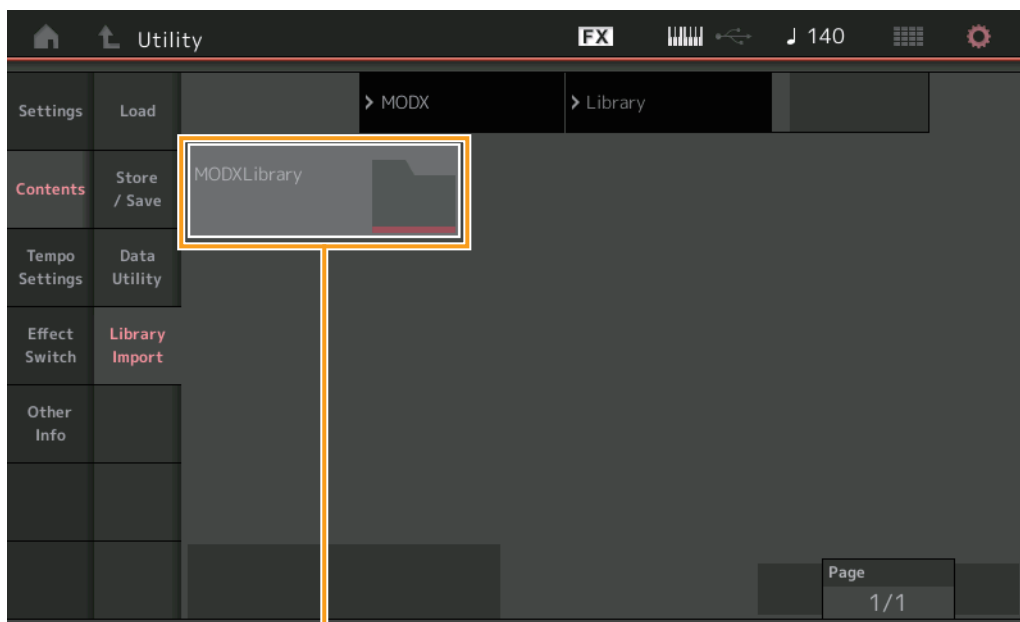 Utility
FX
♩ 140
Settings
Load
> MODX
> Library
Contents
Store
/ Save
MODXLibrary
Tempo
Settings
Data
Utility
Effect
Switch
Library
Import
Other
Info
Page
1/1